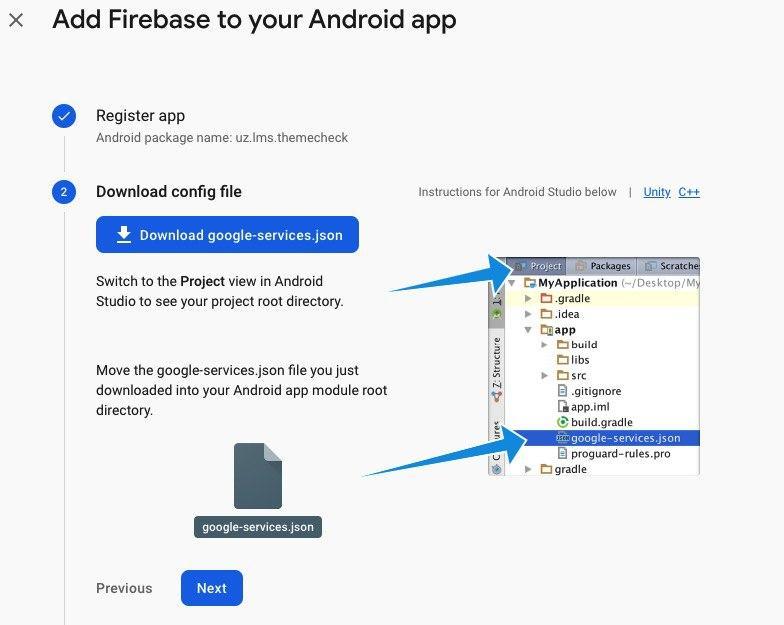 Add Firebase to your Android app
Register app
Android package name: uz.lms.themecheck
2
Download config file
Instructions for Android Studio below | Unity C++
Download google-services.json
Switch to the Project view in Android
Studio to see your project root directory.
Move the google-services.json file you just
downloaded into your Android app module root
directory.
google-services.json
Project Packages Scratches
MyApplication (~/Desktop/My
.gradle
.idea
app
build
libs
src
.gitignore
app.iml
build.gradle
google-services.json
proguard-rules.pro
gradle
Z: Structure
Previous
Next